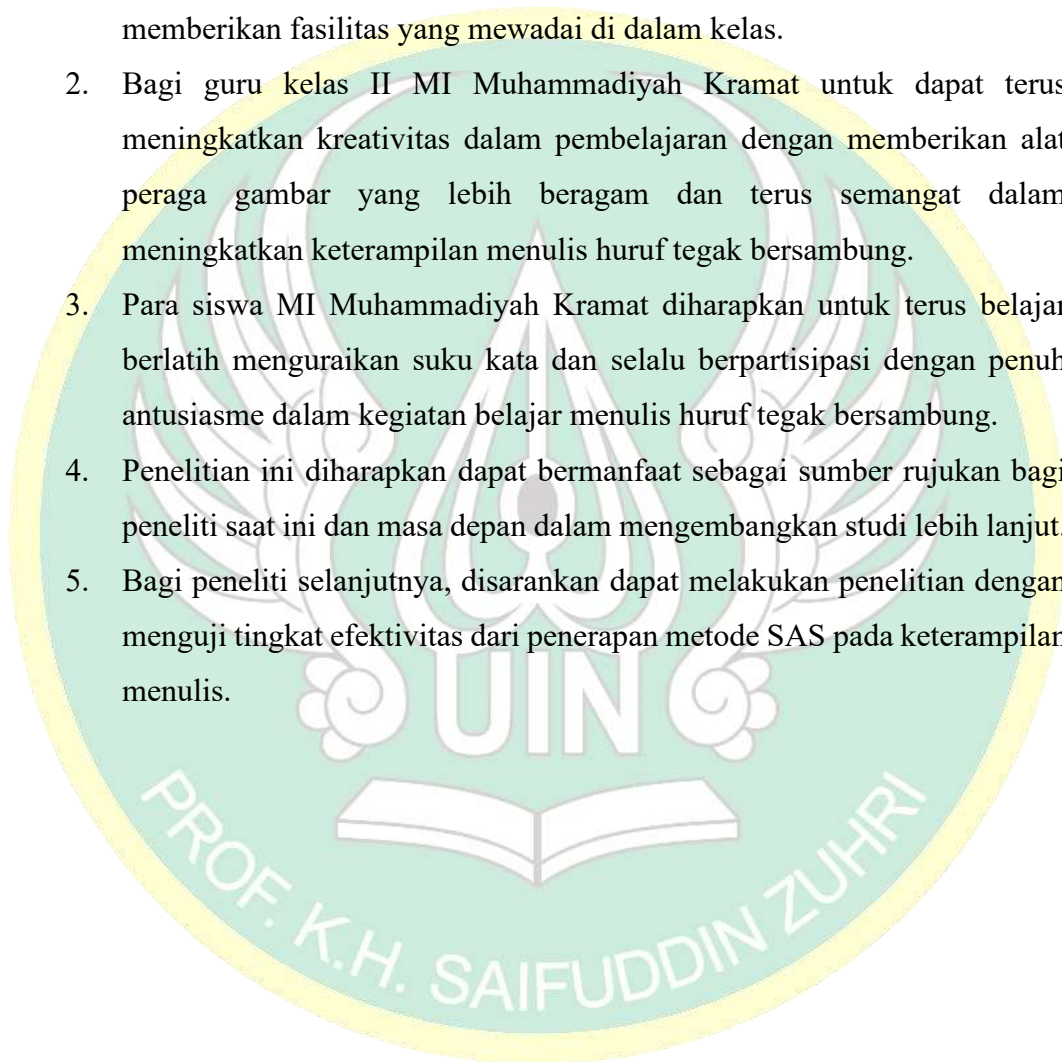 memberikan fasilitas yang mewadai di dalam kelas.
2. Bagi guru kelas II MI Muhammadiyah Kramat untuk dapat terus
meningkatkan kreativitas dalam pembelajaran dengan memberikan alat
peraga gambar yang lebih beragam dan terus semangat dalam
meningkatkan keterampilan menulis huruf tegak bersambung.
3. Para siswa MI Muhammadiyah Kramat diharapkan untuk terus belajar
berlatih menguraikan suku kata dan selalu berpartisipasi dengan penuh
antusiasme dalam kegiatan belajar menulis huruf tegak bersambung.
4. Penelitian ini diharapkan dapat bermanfaat sebagai sumber rujukan bagi
peneliti saat ini dan masa depan dalam mengembangkan studi lebih lanjut.
5. Bagi peneliti selanjutnya, disarankan dapat melakukan penelitian dengan
menguji tingkat efektivitas dari penerapan metode SAS pada keterampilan
menulis.
UIN
PROF. K.H. SAIFUDDIN ZUHRI